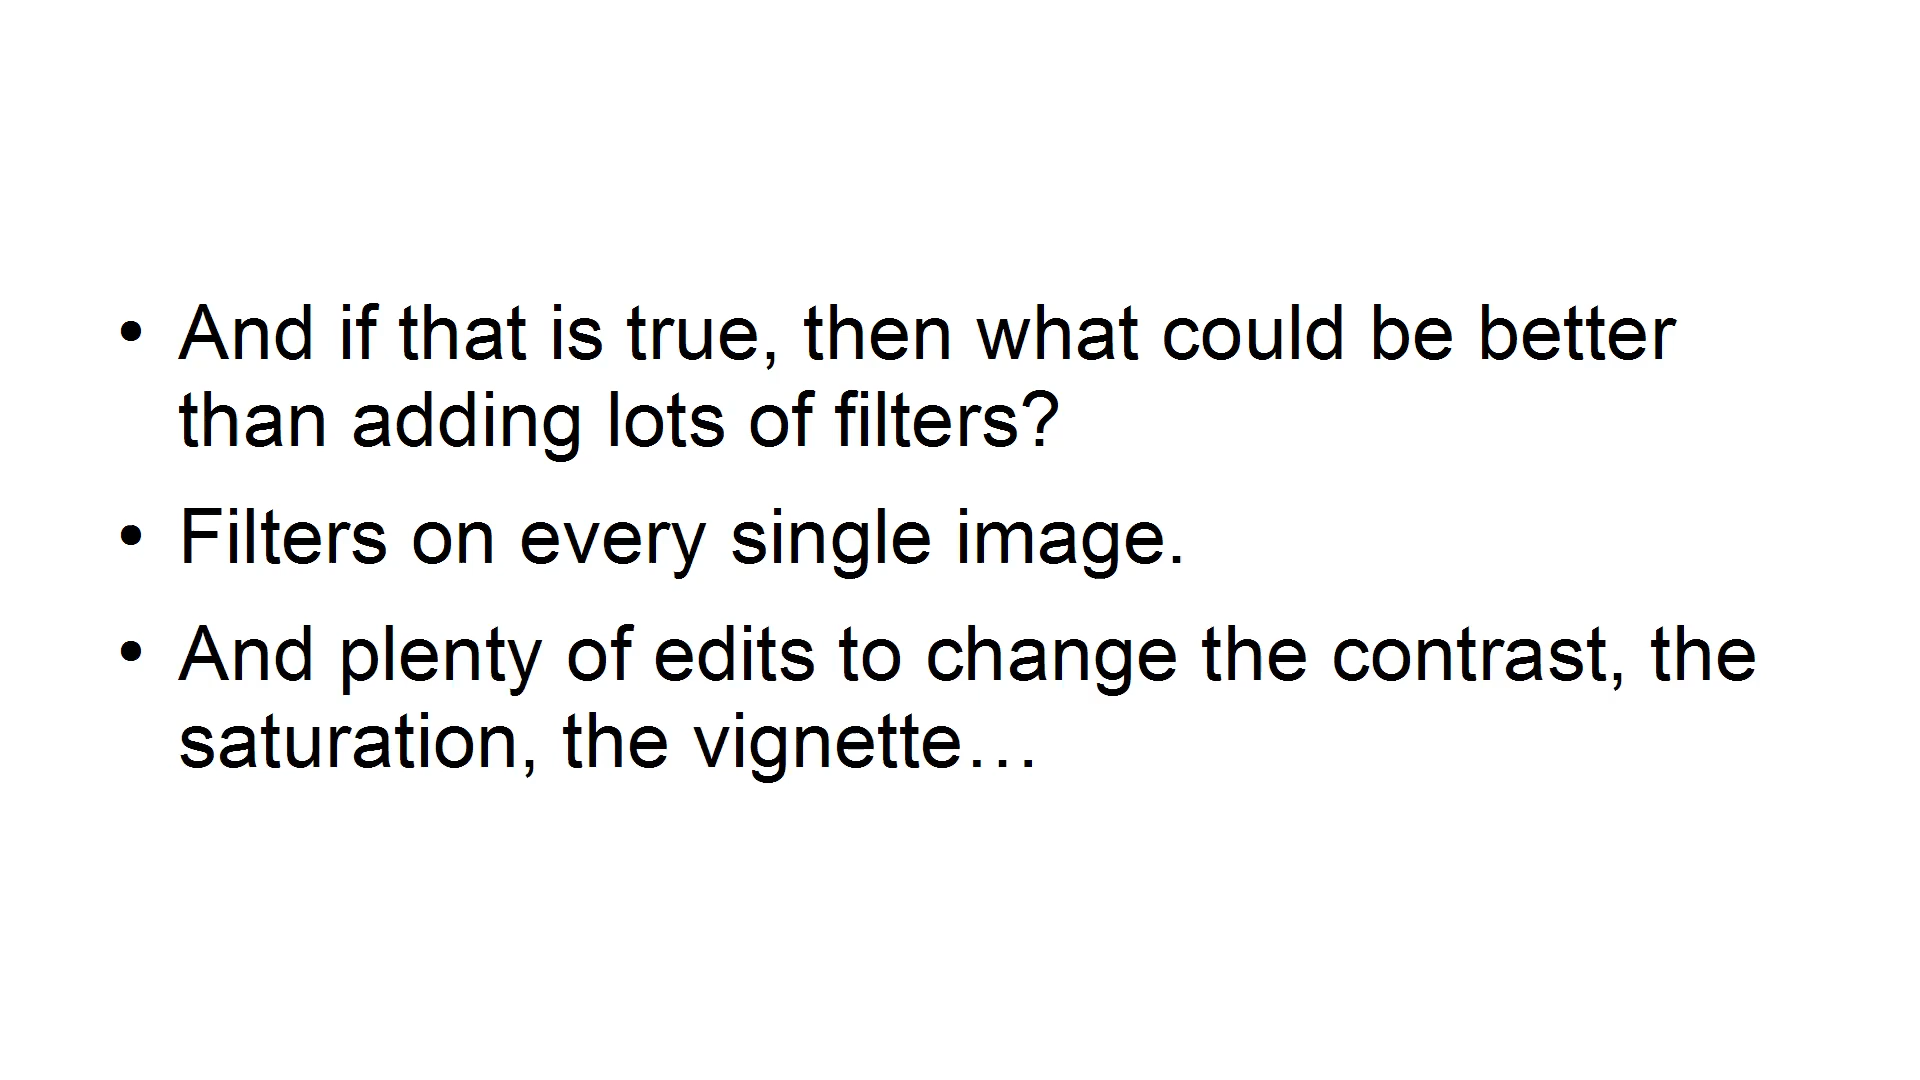 • And if that is true, then what could be better
than adding lots of filters?
• Filters on every single image.
• And plenty of edits to change the contrast, the
saturation, the vignette…